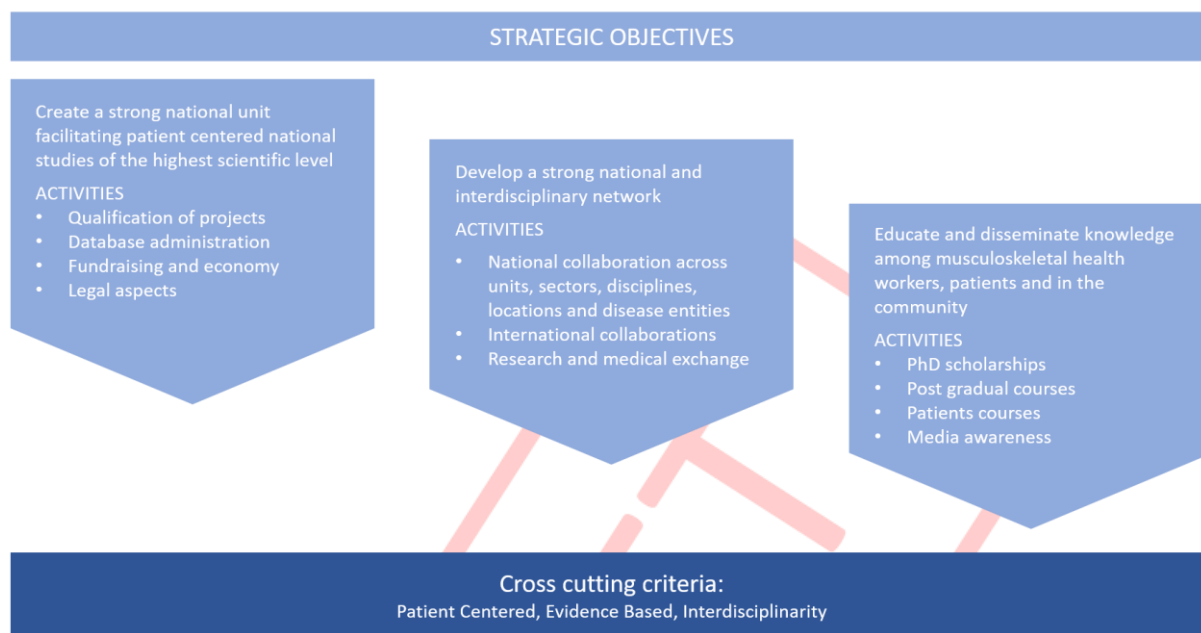 STRATEGIC OBJECTIVES
Create a strong national unit
facilitating patient centered national
studies of the highest scientific level
ACTIVITIES
• Qualification of projects
• Database administration
• Fundraising and economy
• Legal aspects
Develop a strong national and
interdisciplinary network
ACTIVITIES
• National collaboration across
units, sectors, disciplines,
locations and disease entities
• International collaborations
• Research and medical exchange
Educate and disseminate knowledge
among musculoskeletal health
workers, patients and in the
community
ACTIVITIES
• PhD scholarships
• Post gradual courses
• Patients courses
• Media awareness
Cross cutting criteria:
Patient Centered, Evidence Based, Interdisciplinarity